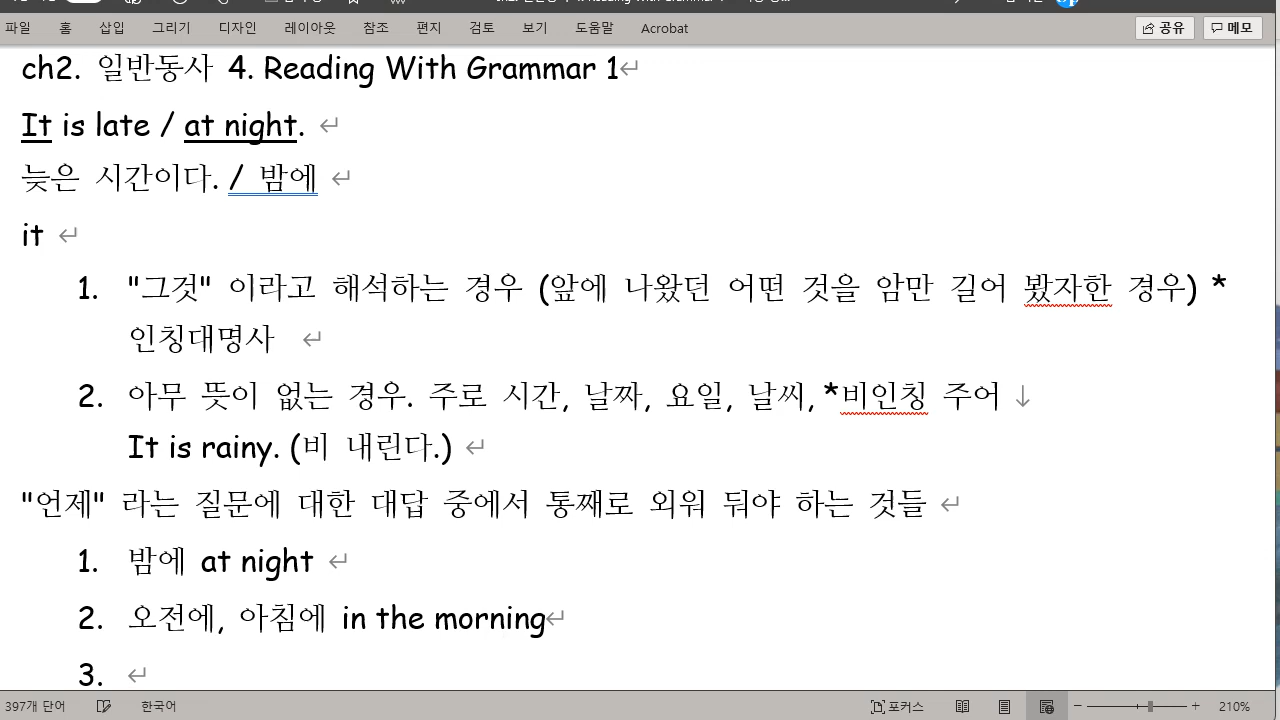 파일 홈 삽입 그리기 디자인 레이아웃 참조 편지 검토 보기 도움말 Acrobat 공유 메모
ch2. 일반동사 4. Reading With Grammar 1
It is late / at night.
늦은 시간이다. / 밤에
it
1. "그것" 이라고 해석하는 경우 (앞에 나왔던 어떤 것을 암만 길어 봤자한 경우) *
인칭대명사
2. 아무 뜻이 없는 경우. 주로 시간, 날짜, 요일, 날씨, *비인칭 주어
It is rainy. (비 내린다.)
"언제" 라는 질문에 대한 대답 중에서 통째로 외워 둬야 하는 것들
1. 밤에 at night
2. 오전에, 아침에 in the morning
3.
397개 단어 한국어 포커스 210%